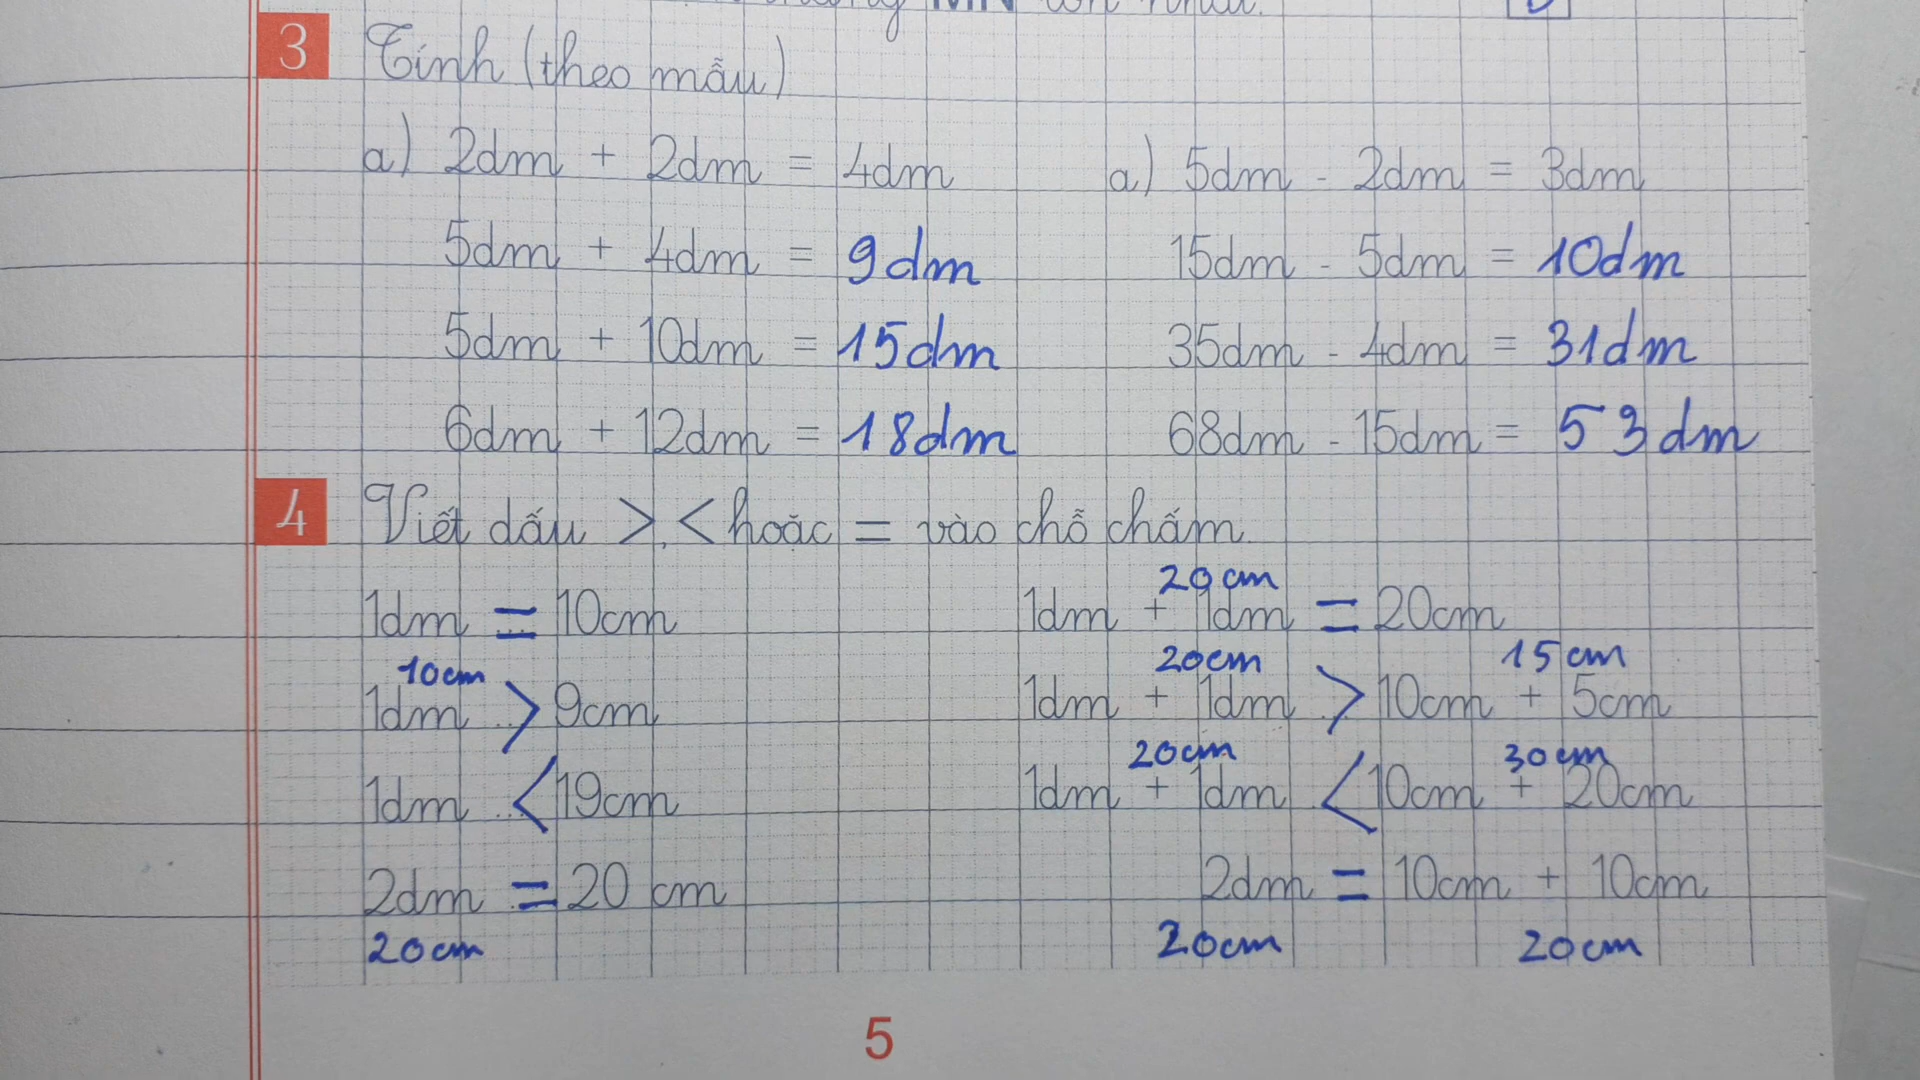 3 Tính (theo mẫu)
a) 2dm + 2dm = 4dm a) 5dm - 2dm = 3dm
5dm + 4dm = 9dm 15dm - 5dm = 10dm
5dm + 10dm = 15dm 35dm - 4dm = 31dm
6dm + 12dm = 18dm 68dm - 15dm = 53dm
4 Viết dấu >, < hoặc = vào chỗ chấm.
20cm
1dm = 10cm 1dm + 1dm = 20cm
10cm 20cm 15cm
1dm > 9cm 1dm + 1dm > 10cm + 5cm
20cm 30cm
1dm < 19cm 1dm + 1dm < 10cm + 20cm
2dm = 20 cm 2dm = 10cm + 10cm
20cm 20cm 20cm
5